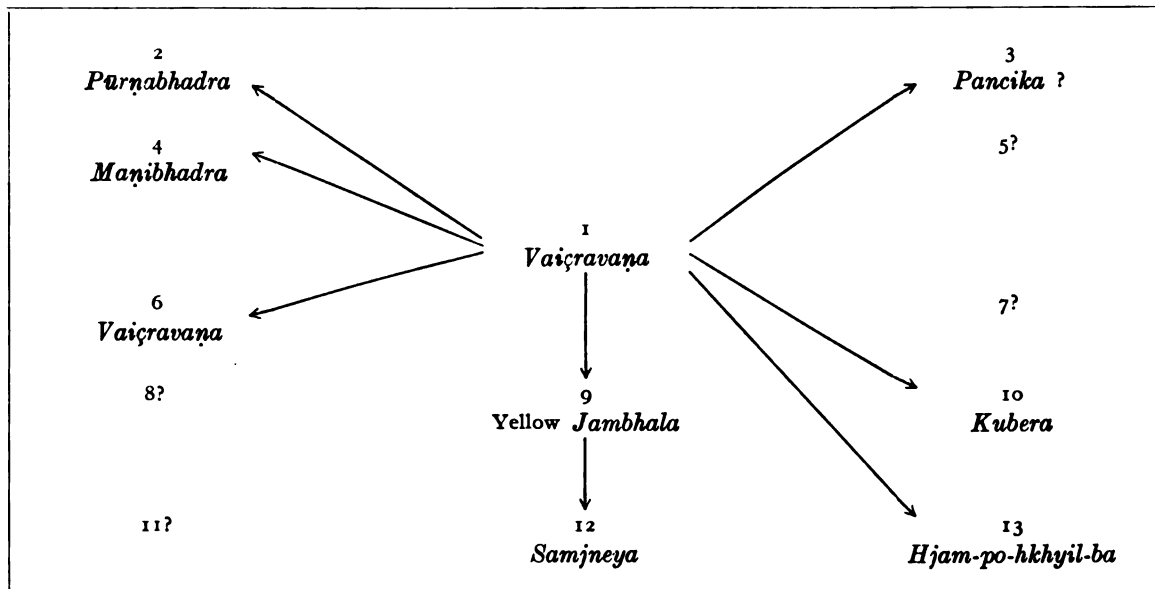 2
Pūrṇabhadra
3
Pancika ?
4
Maṇibhadra
5?
1
Vaiçravaṇa
6
Vaiçravaṇa
7?
8?
9
Yellow Jambhala
10
Kubera
11?
12
Samjneya
13
Hjam-po-hkhyil-ba